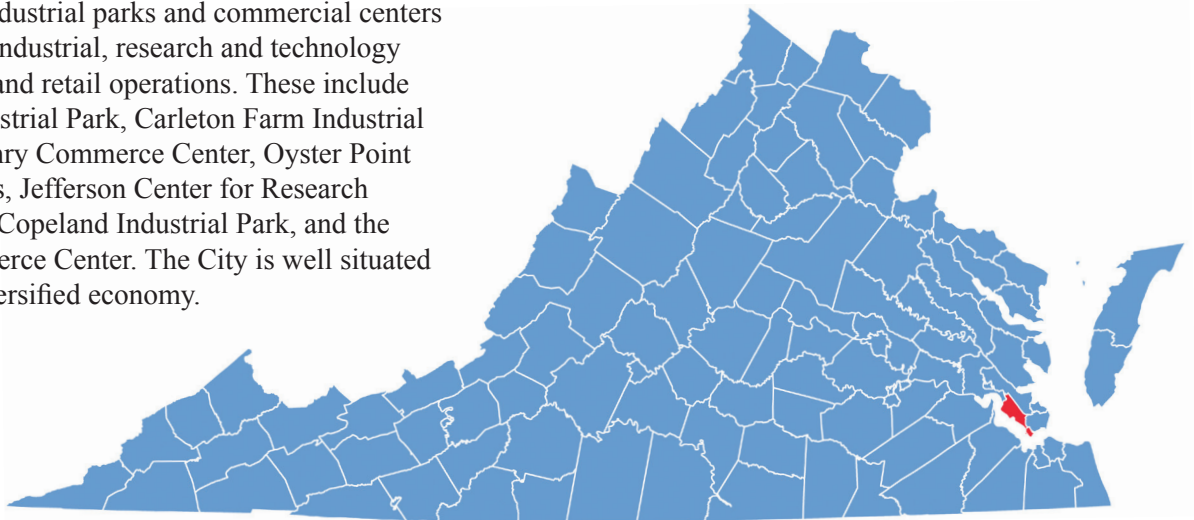 dustrial parks and commercial centers
ndustrial, research and technology
and retail operations. These include
strial Park, Carleton Farm Industrial
ary Commerce Center, Oyster Point
s, Jefferson Center for Research
Copeland Industrial Park, and the
erce Center. The City is well situated
ersified economy.